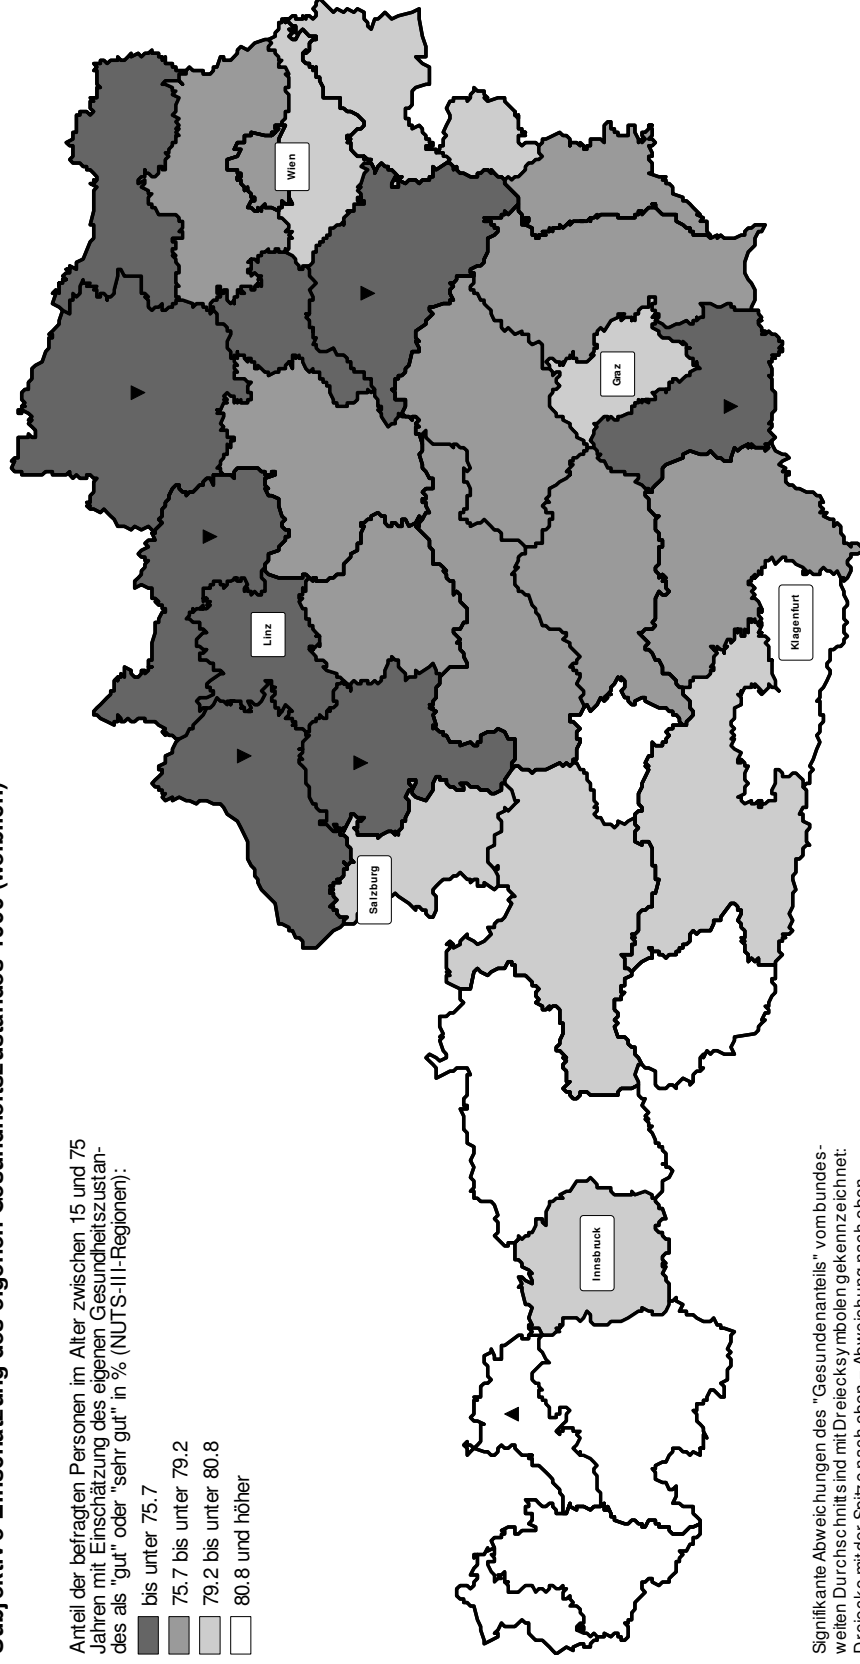 Subjektive Einschätzung des eigenen Gesundheitszustandes 1999 (weiblich)
Anteil der befragten Personen im Alter zwischen 15 und 75
Jahren mit Einschätzung des eigenen Gesundheitszustan-
des als "gut" oder "sehr gut" in % (NUTS-III-Regionen):
bis unter 75.7
75.7 bis unter 79.2
79.2 bis unter 80.8
80.8 und höher
Innsbruck
Salzburg
Linz
Klagenfurt
Graz
Wien
Signifikante Abweichungen des "Gesundenanteils" vom bundes-
weiten Durchschnitt sind mit Dreiecksymbolen gekennzeichnet:
Dreiecke mit der Spitze nach oben - Abweichung nach oben